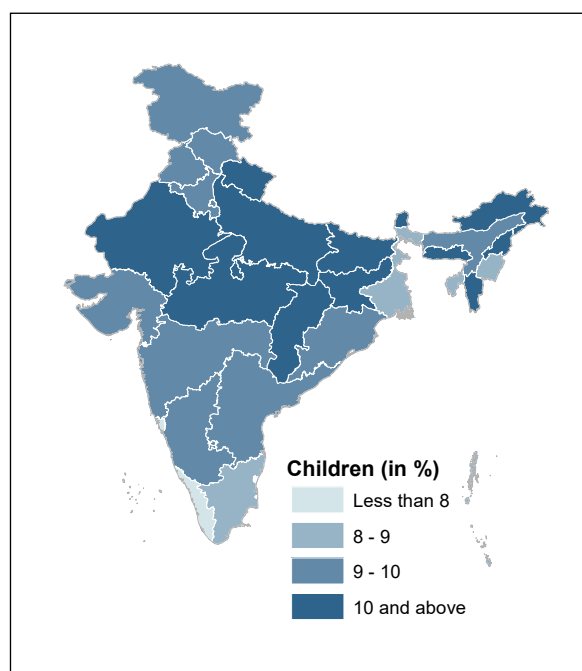 Children (in %)
Less than 8
8 - 9
9 - 10
10 and above